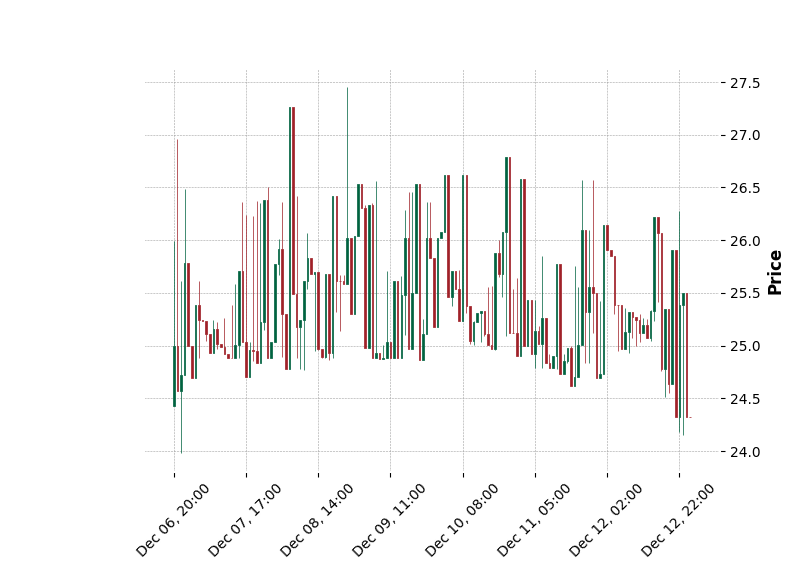 27.5
27.0
26.5
26.0
25.5
25.0
24.5
24.0
Price
Dec 06, 20:00
Dec 07, 17:00
Dec 08, 14:00
Dec 09, 11:00
Dec 10, 08:00
Dec 11, 05:00
Dec 12, 02:00
Dec 12, 22:00